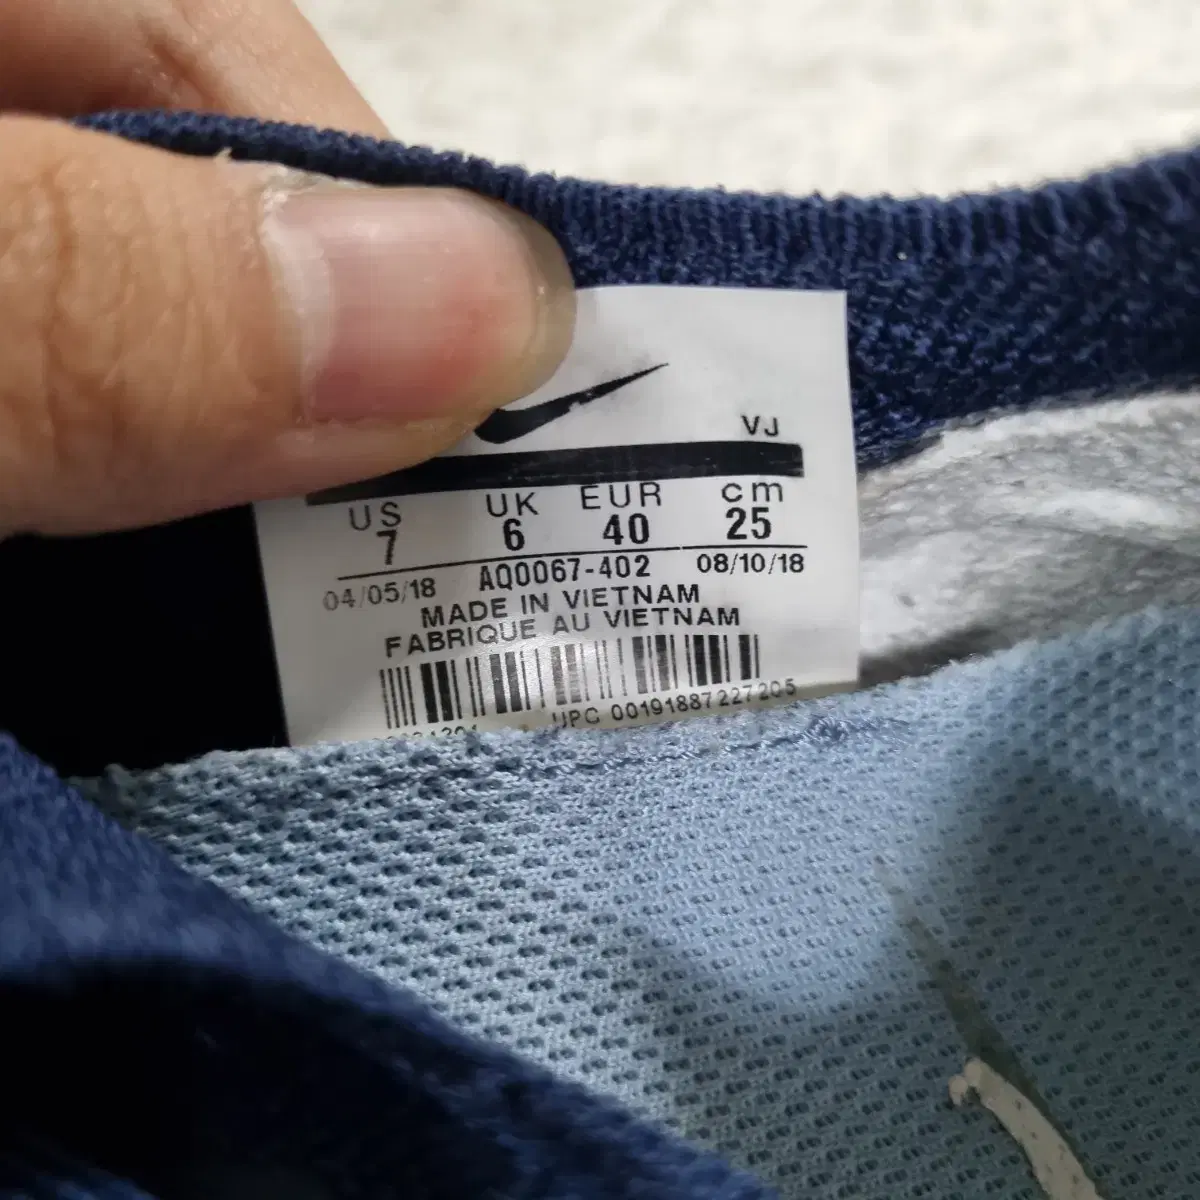 VJ
US UK EUR cm
7 6 40 25
04/05/18 AQ0067-402 08/10/18
MADE IN VIETNAM
FABRIQUE AU VIETNAM
UPC 00191887227205